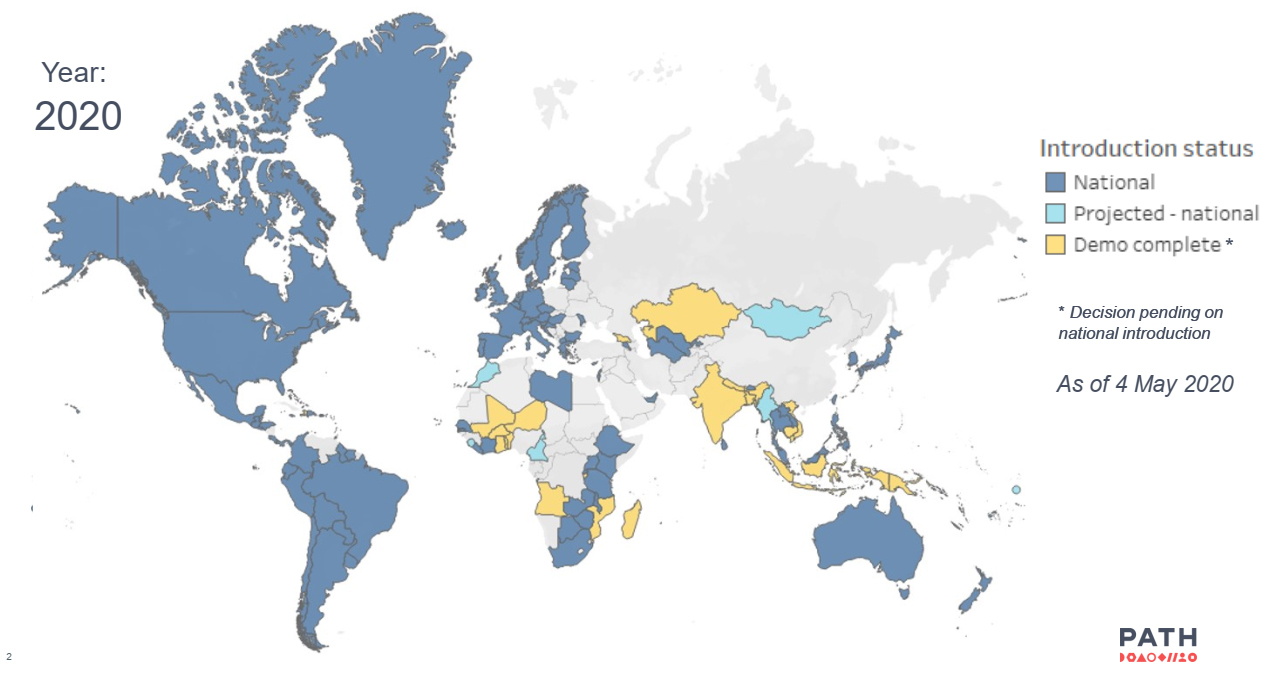 Year:
2020
Introduction status
National
Projected - national
Demo complete *
* Decision pending on
national introduction
As of 4 May 2020
PATH
2